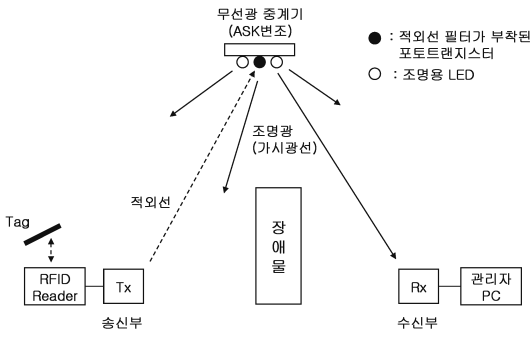 무선광 중계기
(ASK변조)
● : 적외선 필터가 부착된
포토트랜지스터
○ : 조명용 LED
조명광
(가시광선)
적외선
Tag
장
애
물
RFID
Reader
Tx
Rx
관리자
PC
송신부
수신부